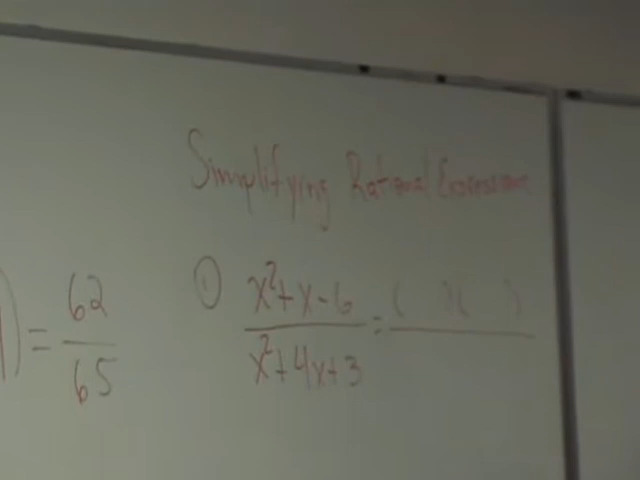 Simplifying Rational Expressions
) = 62/65
① x²+x-6 / x²+4x+3 = ( )( )